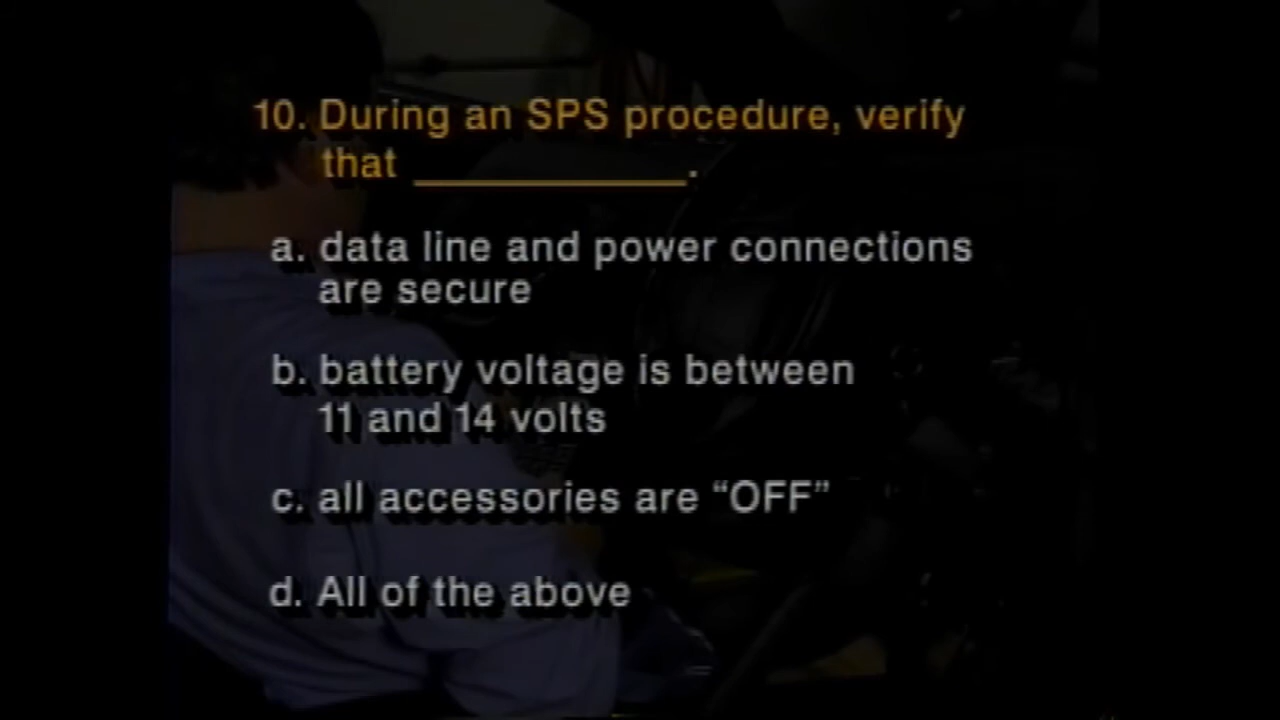 10. During an SPS procedure, verify
that ____________.
a. data line and power connections
are secure
b. battery voltage is between
11 and 14 volts
c. all accessories are “OFF”
d. All of the above